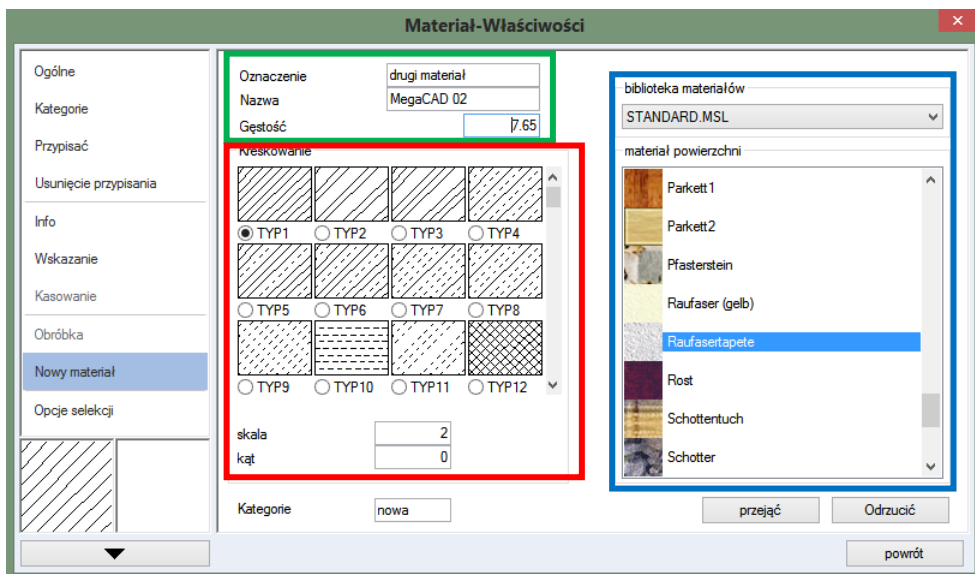 Materiał-Właściwości
Ogólne
Kategorie
Przypisać
Usunięcie przypisania
Info
Wskazanie
Kasowanie
Obróbka
Nowy materiał
Opcje selekcji
Oznaczenie drugi materiał
Nazwa MegaCAD 02
Gęstość 7.65
Kreskowanie
TYP1 TYP2 TYP3 TYP4
TYP5 TYP6 TYP7 TYP8
TYP9 TYP10 TYP11 TYP12
skala 2
kąt 0
Kategorie nowa
biblioteka materiałów
STANDARD.MSL
materiał powierzchni
Parkett1
Parkett2
Pfasterstein
Raufaser (gelb)
Raufasertapete
Rost
Schottentuch
Schotter
przejąć Odrzucić
powrót